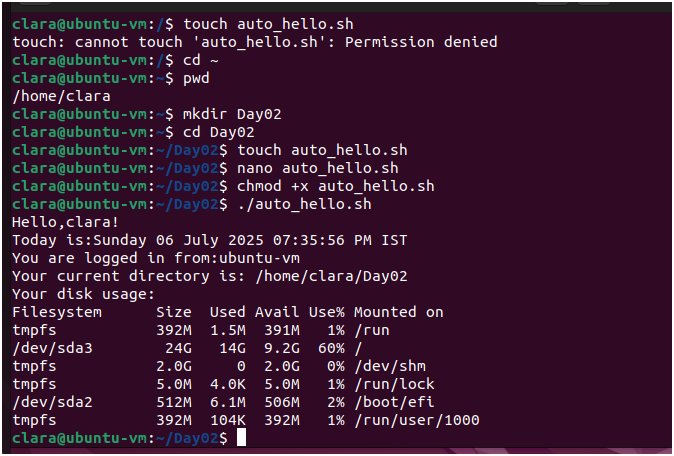 clara@ubuntu-vm:/$ touch auto_hello.sh
touch: cannot touch 'auto_hello.sh': Permission denied
clara@ubuntu-vm:/$ cd ~
clara@ubuntu-vm:~$ pwd
/home/clara
clara@ubuntu-vm:~$ mkdir Day02
clara@ubuntu-vm:~$ cd Day02
clara@ubuntu-vm:~/Day02$ touch auto_hello.sh
clara@ubuntu-vm:~/Day02$ nano auto_hello.sh
clara@ubuntu-vm:~/Day02$ chmod +x auto_hello.sh
clara@ubuntu-vm:~/Day02$ ./auto_hello.sh
Hello,clara!
Today is:Sunday 06 July 2025 07:35:56 PM IST
You are logged in from:ubuntu-vm
Your current directory is: /home/clara/Day02
Your disk usage:
Filesystem      Size  Used Avail Use% Mounted on
tmpfs           392M  1.5M  391M   1% /run
/dev/sda3        24G   14G  9.2G  60% /
tmpfs           2.0G     0  2.0G   0% /dev/shm
tmpfs           5.0M  4.0K  5.0M   1% /run/lock
/dev/sda2       512M  6.1M  506M   2% /boot/efi
tmpfs           392M  104K  392M   1% /run/user/1000
clara@ubuntu-vm:~/Day02$